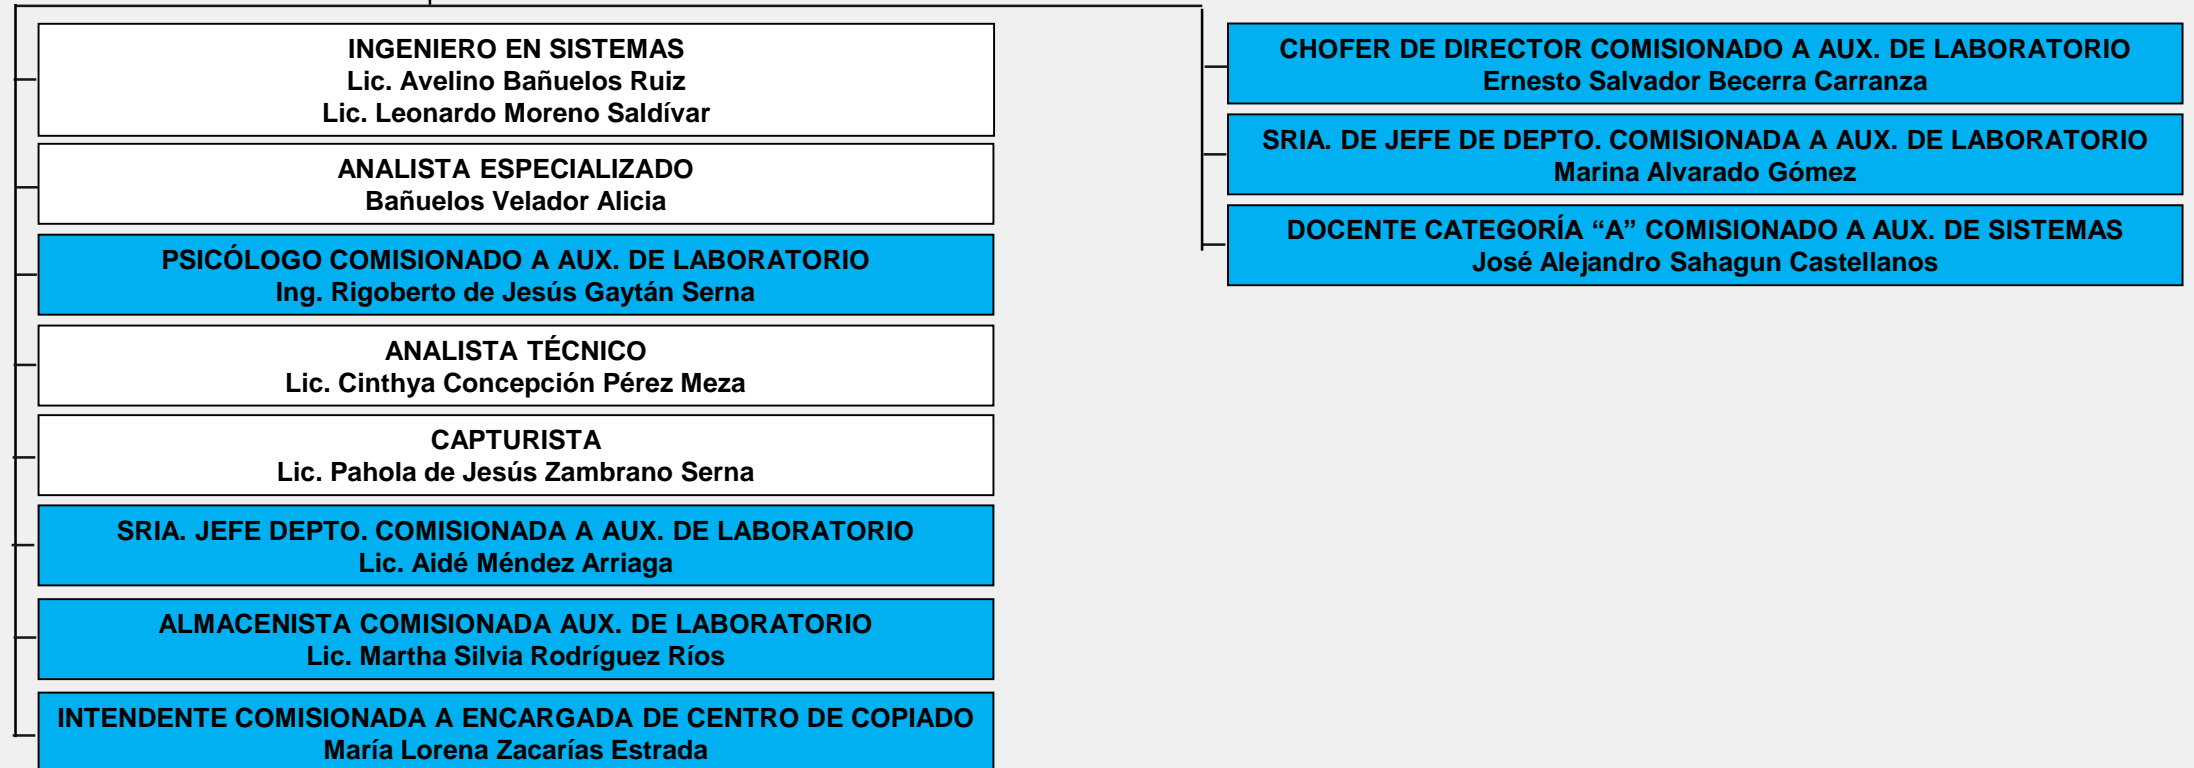 INGENIERO EN SISTEMAS
Lic. Avelino Bañuelos Ruiz
Lic. Leonardo Moreno Saldívar
ANALISTA ESPECIALIZADO
Bañuelos Velador Alicia
PSICÓLOGO COMISIONADO A AUX. DE LABORATORIO
Ing. Rigoberto de Jesús Gaytán Serna
ANALISTA TÉCNICO
Lic. Cinthya Concepción Pérez Meza
CAPTURISTA
Lic. Pahola de Jesús Zambrano Serna
SRIA. JEFE DEPTO. COMISIONADA A AUX. DE LABORATORIO
Lic. Aidé Méndez Arriaga
ALMACENISTA COMISIONADA AUX. DE LABORATORIO
Lic. Martha Silvia Rodríguez Ríos
INTENDENTE COMISIONADA A ENCARGADA DE CENTRO DE COPIADO
María Lorena Zacarías Estrada
CHOFER DE DIRECTOR COMISIONADO A AUX. DE LABORATORIO
Ernesto Salvador Becerra Carranza
SRIA. DE JEFE DE DEPTO. COMISIONADA A AUX. DE LABORATORIO
Marina Alvarado Gómez
DOCENTE CATEGORÍA “A” COMISIONADO A AUX. DE SISTEMAS
José Alejandro Sahagun Castellanos